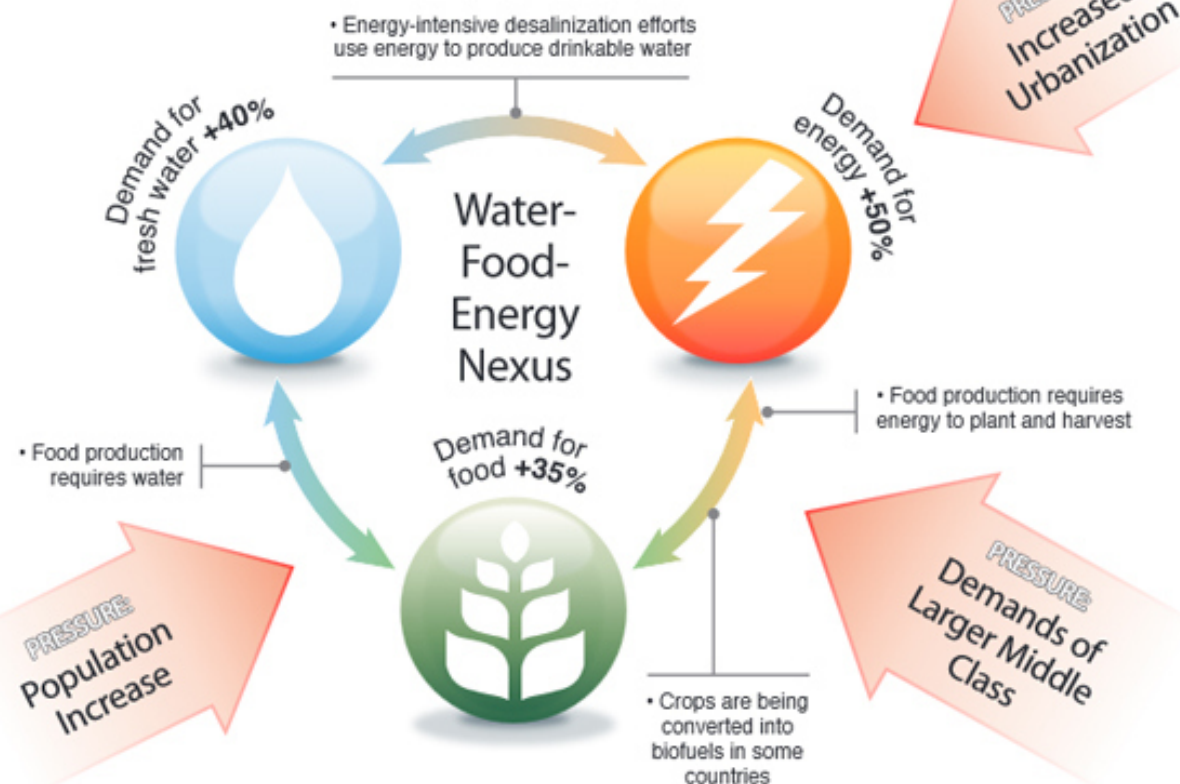 • Energy-intensive desalinization efforts
use energy to produce drinkable water
Increased
Urbanization
Demand for
fresh water +40%
Demand for
energy +50%
Water-
Food-
Energy
Nexus
• Food production requires
energy to plant and harvest
• Food production
requires water
Demand for
food +35%
PRESSURE:
Population
Increase
PRESSURE:
Demands of
Larger Middle
Class
• Crops are being
converted into
biofuels in some
countries